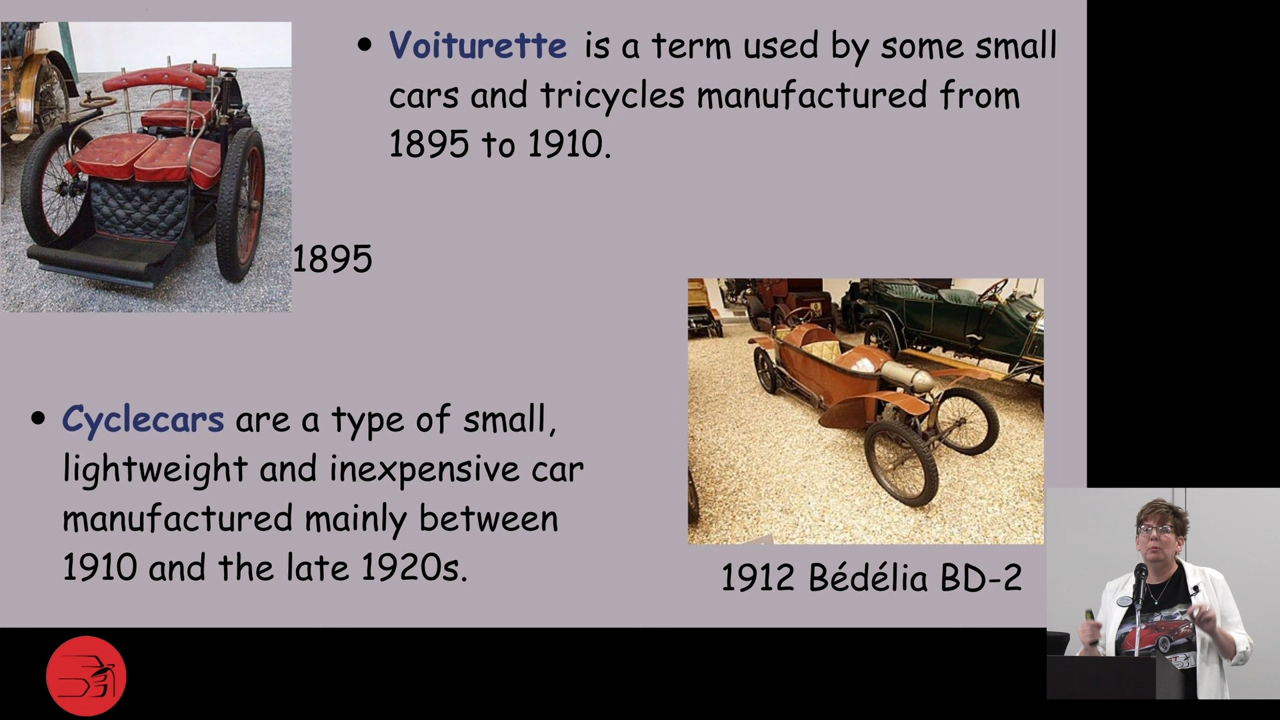 • Voiturette is a term used by some small
cars and tricycles manufactured from
1895 to 1910.
1895
• Cyclecars are a type of small,
lightweight and inexpensive car
manufactured mainly between
1910 and the late 1920s.
1912 Bédélia BD-2